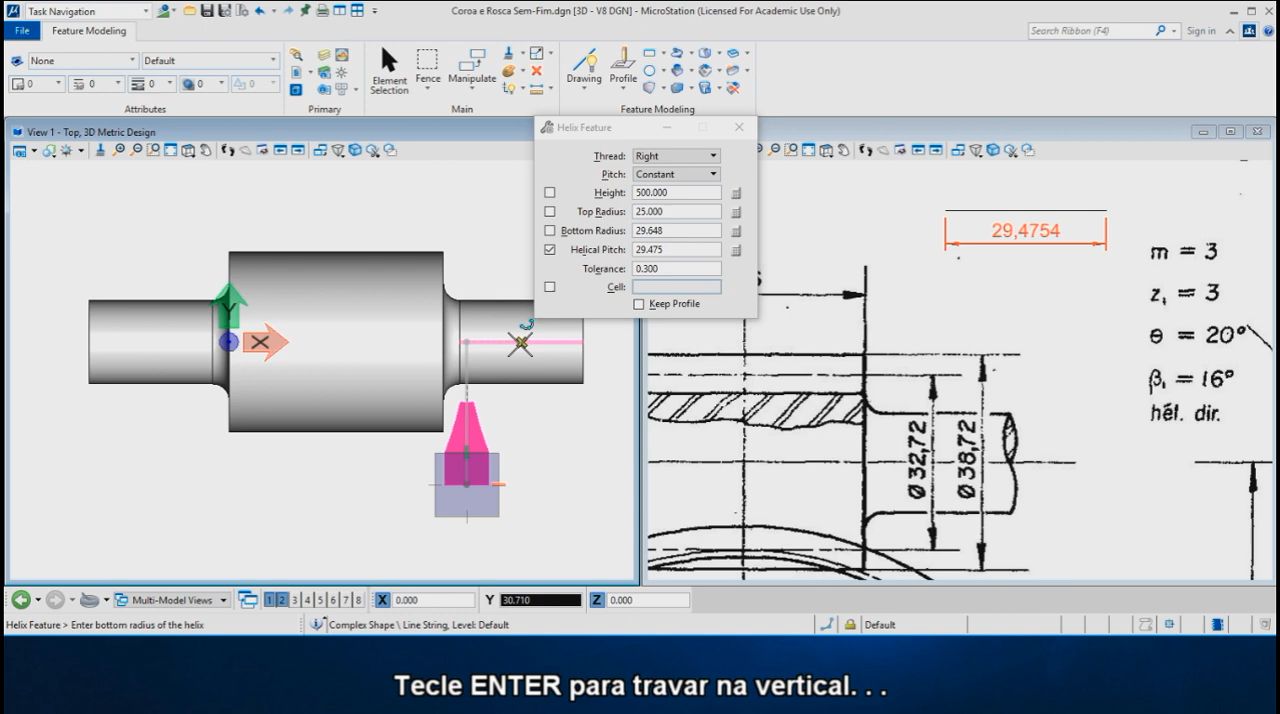 Task Navigation
Coroa e Rosca Sem-Fim.dgn [3D - V8 DGN] - MicroStation (Licensed For Academic Use Only)
File
Feature Modeling
Search Ribbon (F4)
Sign in
None
Default
0
0
0
0
0
Attributes
Primary
Element Selection
Fence
Manipulate
Main
Drawing
Profile
Feature Modeling
View 1 - Top, 3D Metric Design
Helix Feature
Thread: Right
Pitch: Constant
Height: 500.000
Top Radius: 25.000
Bottom Radius: 29.648
Helical Pitch: 29.475
Tolerance: 0.300
Cell:
Keep Profile
Y
X
29,4754
m = 3
z₁ = 3
θ = 20°
β₁ = 16°
hél. dir.
Ø 32,72
Ø 38,72
Multi-Model Views
1 2 3 4 5 6 7 8
X 0.000
Y 30.710
Z 0.000
Helix Feature > Enter bottom radius of the helix
Complex Shape \ Line String, Level: Default
Default
Tecle ENTER para travar na vertical. . .